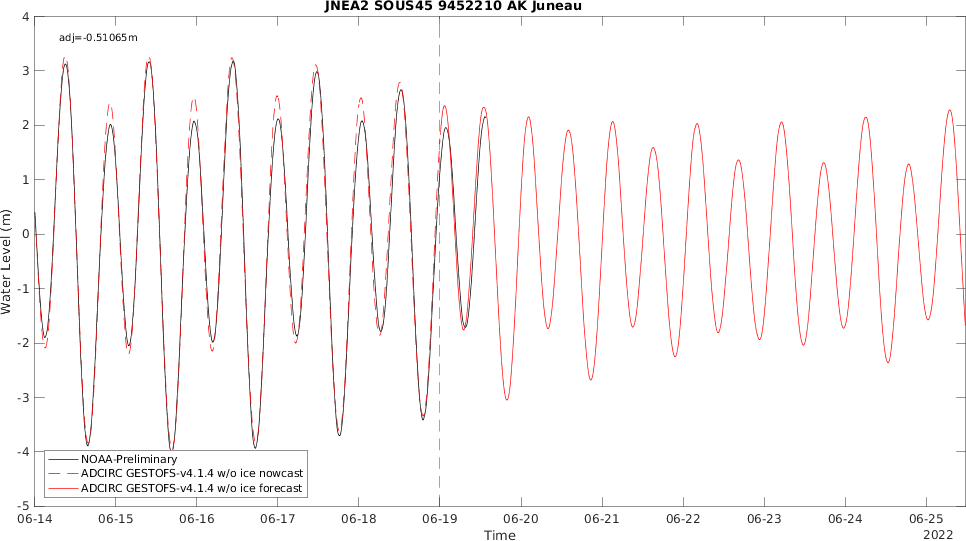 JNEA2 SOUS45 9452210 AK Juneau
adj=-0.51065m
4
3
2
1
0
-1
-2
-3
-4
-5
Water Level (m)
NOAA-Preliminary
ADCIRC GESTOFS-v4.1.4 w/o ice nowcast
ADCIRC GESTOFS-v4.1.4 w/o ice forecast
06-14 06-15 06-16 06-17 06-18 06-19 06-20 06-21 06-22 06-23 06-24 06-25
Time
2022